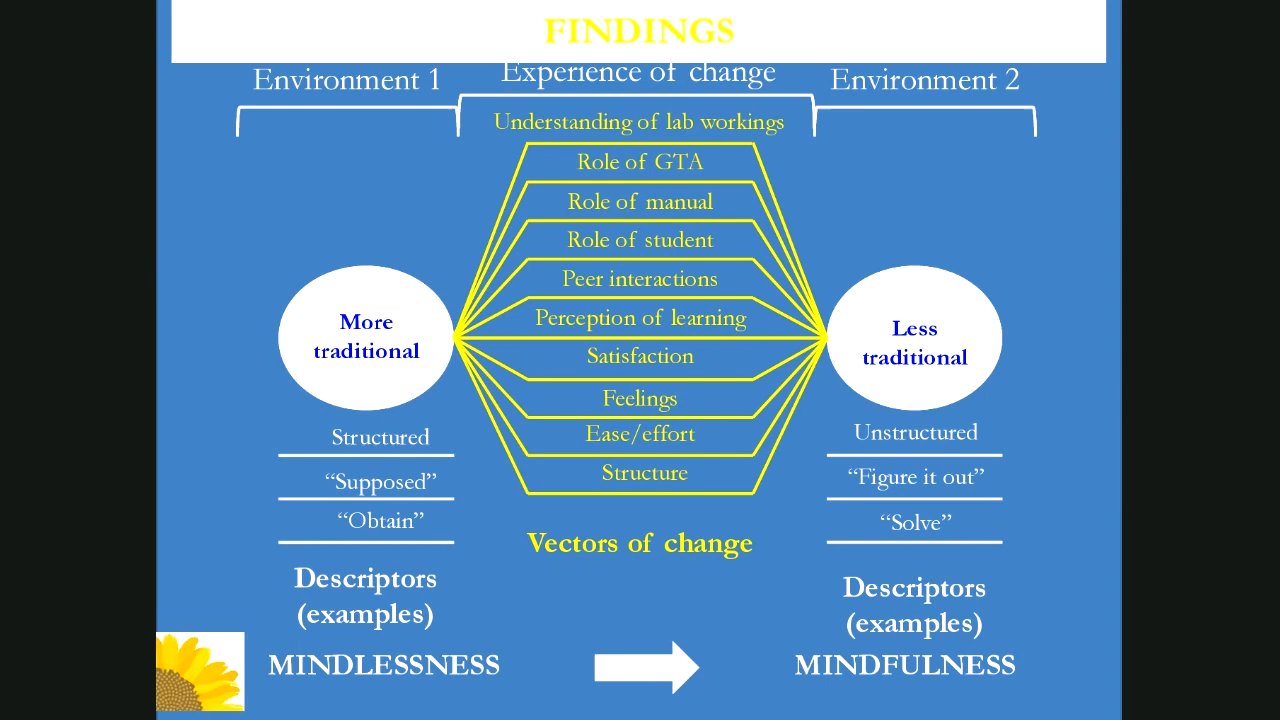 FINDINGS
Environment 1
Experience of change
Environment 2
Understanding of lab workings
Role of GTA
Role of manual
Role of student
Peer interactions
Perception of learning
Satisfaction
Feelings
Ease/effort
Structure
Vectors of change
More
traditional
Structured
“Supposed”
“Obtain”
Descriptors
(examples)
Less
traditional
Unstructured
“Figure it out”
“Solve”
Descriptors
(examples)
MINDLESSNESS
MINDFULNESS